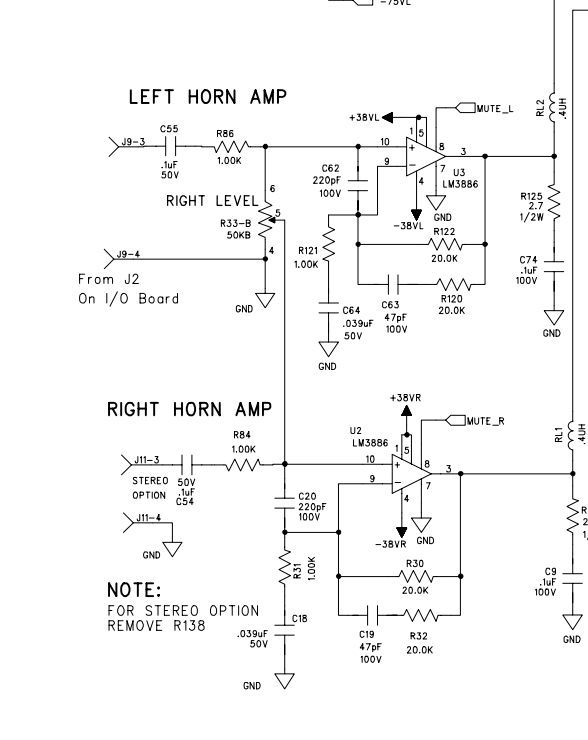 -75VL
LEFT HORN AMP
J9-3
C55
.1uF
50V
R86
1.00K
+38VL
MUTE_L
1
5
8
10
9
3
7
4
U3
LM3886
-38VL
GND
C62
220pF
100V
RL2
.4UH
RIGHT LEVEL
6
5
4
R33-B
50KB
J9-4
From J2
On I/O Board
GND
R121
1.00K
C64
.039uF
50V
GND
R122
20.0K
C63
47pF
100V
R120
20.0K
R125
2.7
1/2W
C74
.1uF
100V
GND
RIGHT HORN AMP
J11-3
STEREO
OPTION
50V
.1uF
C54
R84
1.00K
J11-4
GND
+38VR
MUTE_R
U2
LM3886
1
5
8
10
9
3
7
4
-38VR
GND
RL1
.4UH
C20
220pF
100V
R31
1.00K
C18
.039uF
50V
GND
R30
20.0K
C19
47pF
100V
R32
20.0K
C9
.1uF
100V
GND
NOTE:
FOR STEREO OPTION
REMOVE R138